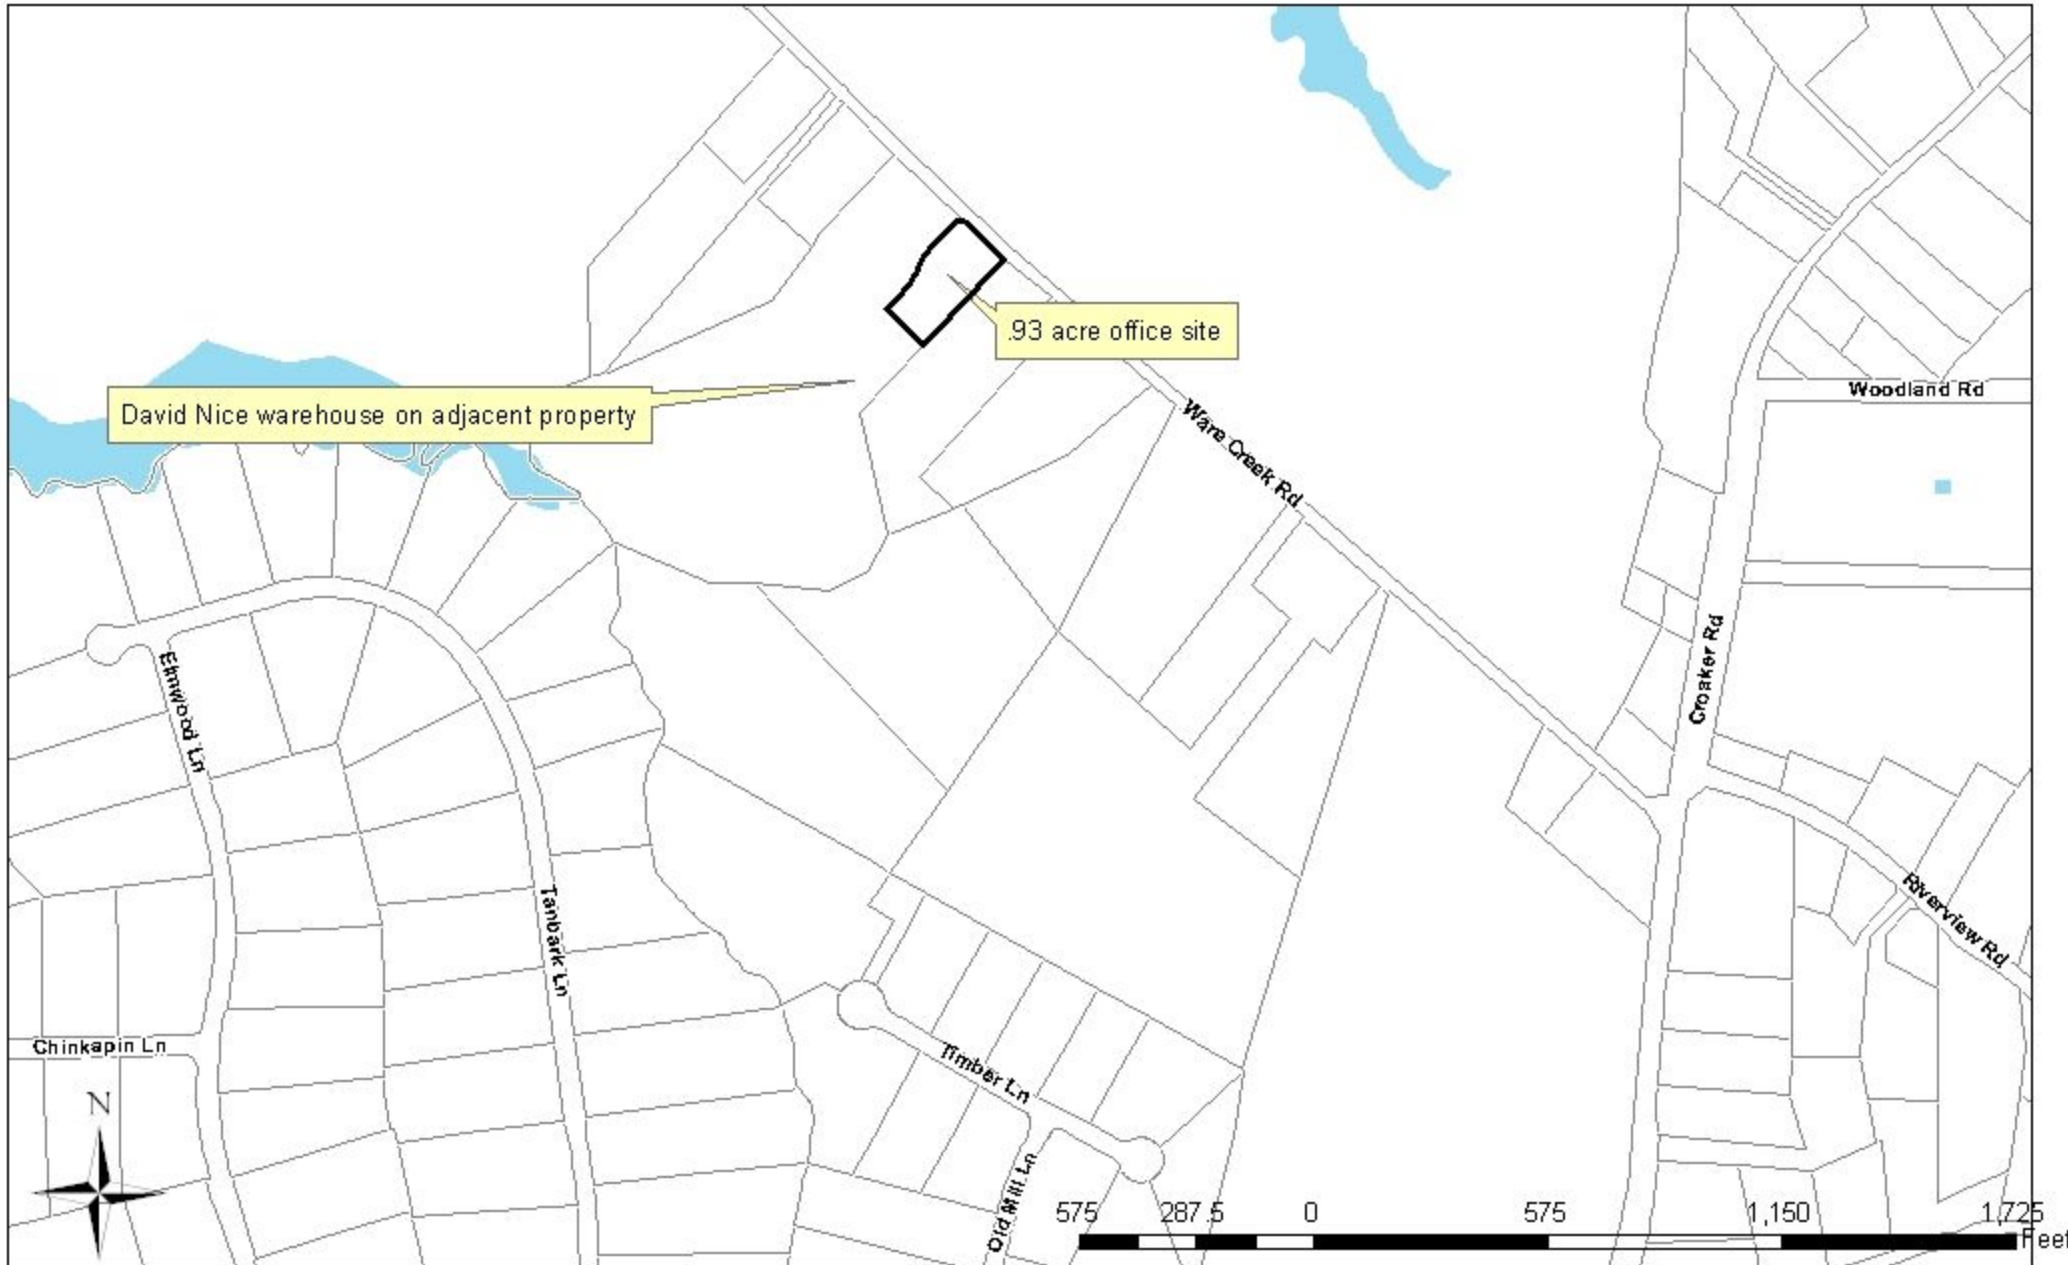 .93 acre office site
David Nice warehouse on adjacent property
Woodland Rd
Ware Creek Rd
Croaker Rd
Elmwood Ln
Riverview Rd
Tanbark Ln
Chinkapin Ln
Timber Ln
N
Old Mill Ln
575 287.5 0 575 1,150 1,725
Feet